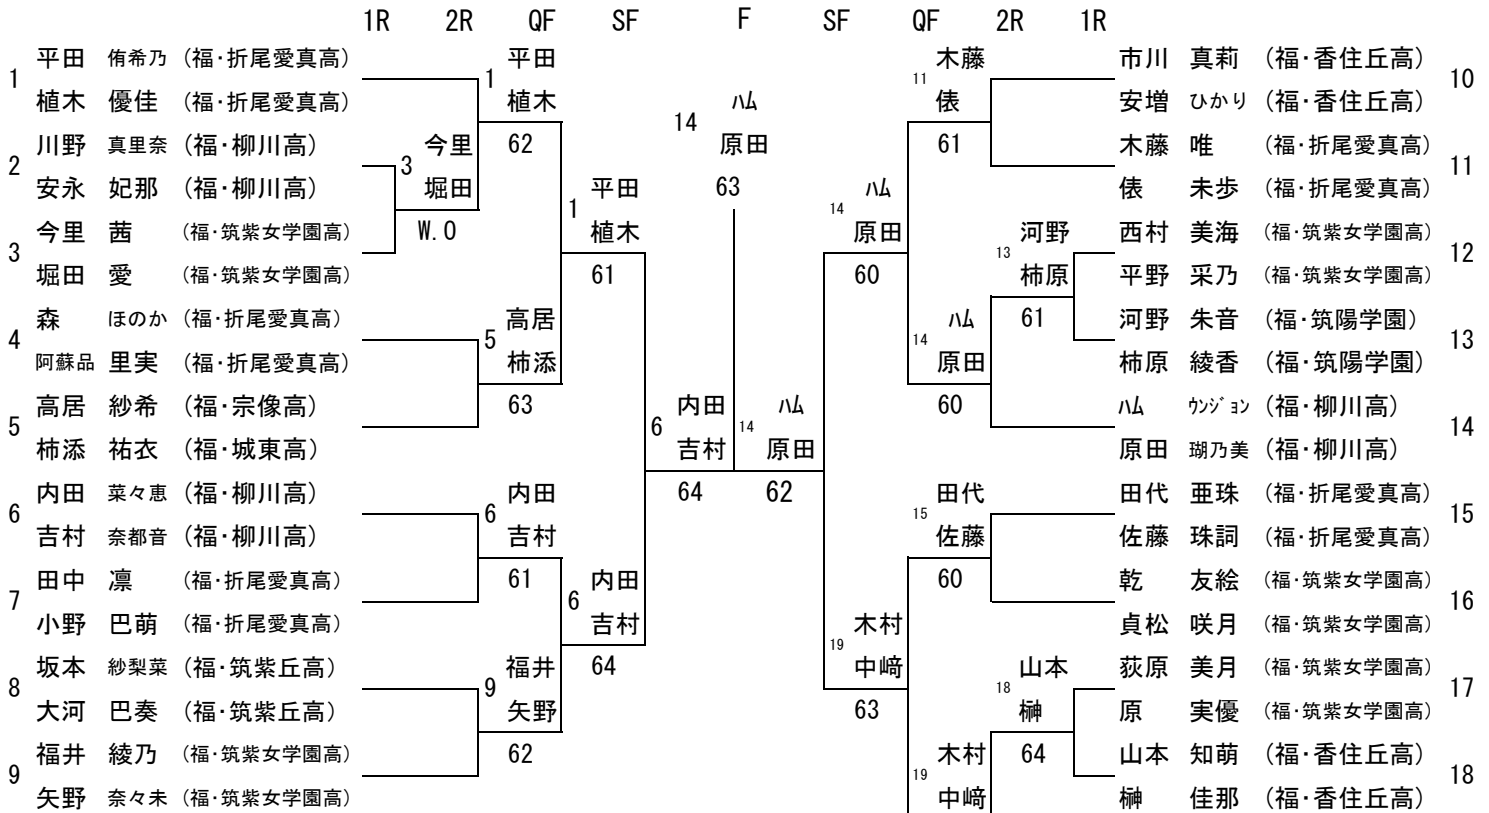 1R 2R QF SF F SF QF 2R 1R
1 平田 侑希乃 (福・折尾愛真高)
植木 優佳 (福・折尾愛真高)
2 川野 真里奈 (福・柳川高)
安永 妃那 (福・柳川高)
3 今里 茜 (福・筑紫女学園高)
堀田 愛 (福・筑紫女学園高)
4 森 ほのか (福・折尾愛真高)
阿蘇品 里実 (福・折尾愛真高)
5 高居 紗希 (福・宗像高)
柿添 祐衣 (福・城東高)
6 内田 菜々恵 (福・柳川高)
吉村 奈都音 (福・柳川高)
7 田中 凛 (福・折尾愛真高)
小野 巴萌 (福・折尾愛真高)
8 坂本 紗梨菜 (福・筑紫丘高)
大河 巴奏 (福・筑紫丘高)
9 福井 綾乃 (福・筑紫女学園高)
矢野 奈々未 (福・筑紫女学園高)
3 今里
堀田
W.O
1 平田
植木
62
5 高居
柿添
63
6 内田
吉村
61
9 福井
矢野
62
1 平田
植木
61
6 内田
吉村
64
6 内田
吉村
64
14 ハム
原田
63
14 ハム
原田
62
14 ハム
原田
60
19 木村
中﨑
63
11 木藤
俵
61
14 ハム
原田
60
15 田代
佐藤
60
19 木村
中﨑
13 河野
柿原
61
18 山本
榊
64
市川 真莉 (福・香住丘高) 10
安増 ひかり (福・香住丘高)
木藤 唯 (福・折尾愛真高) 11
俵 未歩 (福・折尾愛真高)
西村 美海 (福・筑紫女学園高) 12
平野 采乃 (福・筑紫女学園高)
河野 朱音 (福・筑陽学園) 13
柿原 綾香 (福・筑陽学園)
ハム ウンジョン (福・柳川高) 14
原田 瑚乃美 (福・柳川高)
田代 亜珠 (福・折尾愛真高) 15
佐藤 珠詞 (福・折尾愛真高)
乾 友絵 (福・筑紫女学園高) 16
貞松 咲月 (福・筑紫女学園高)
荻原 美月 (福・筑紫女学園高) 17
原 実優 (福・筑紫女学園高)
山本 知萌 (福・香住丘高) 18
榊 佳那 (福・香住丘高)